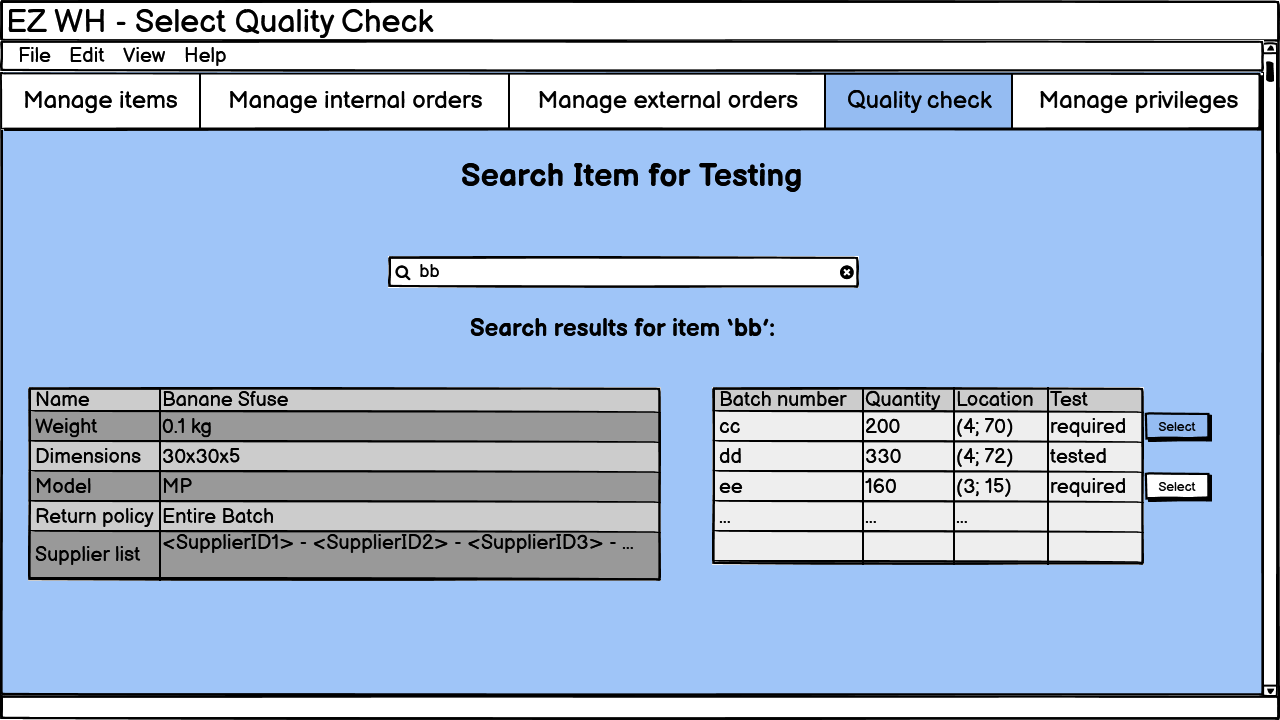 EZ WH - Select Quality Check
File Edit View Help
Manage items Manage internal orders Manage external orders Quality check Manage privileges
Search Item for Testing
bb
Search results for item ‘bb’:
Name Banane Sfuse
Weight 0.1 kg
Dimensions 30x30x5
Model MP
Return policy Entire Batch
Supplier list <SupplierID1> - <SupplierID2> - <SupplierID3> - ...
Batch number Quantity Location Test
cc 200 (4; 70) required Select
dd 330 (4; 72) tested
ee 160 (3; 15) required Select
... ... ...